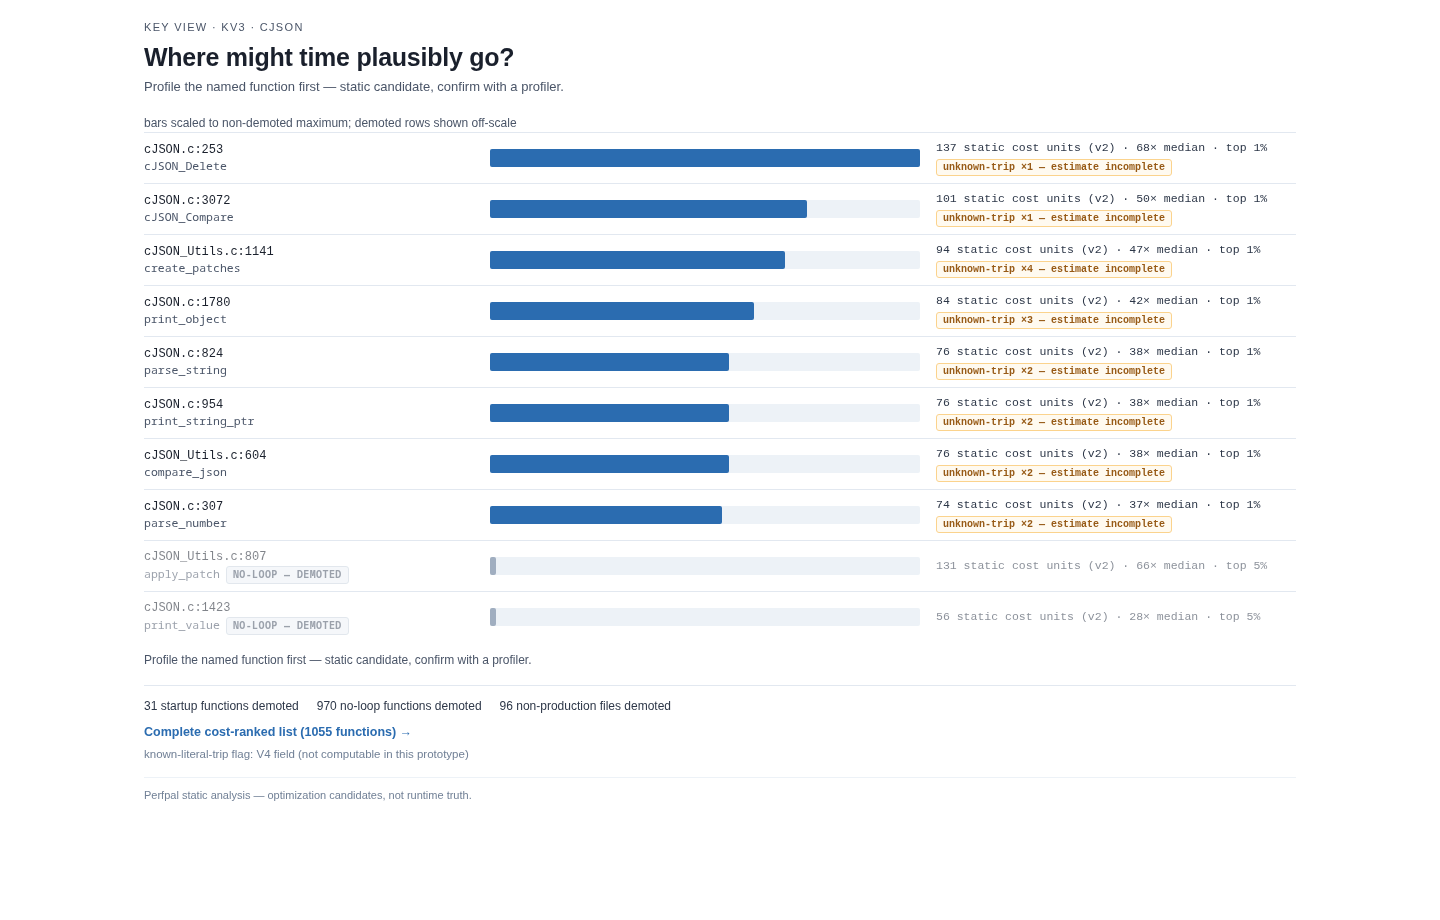 KEY VIEW · KV3 · CJSON
Where might time plausibly go?
Profile the named function first — static candidate, confirm with a profiler.
bars scaled to non-demoted maximum; demoted rows shown off-scale
cJSON.c:253
cJSON_Delete
137 static cost units (v2) · 68× median · top 1%
unknown-trip ×1 — estimate incomplete
cJSON.c:3072
cJSON_Compare
101 static cost units (v2) · 50× median · top 1%
unknown-trip ×1 — estimate incomplete
cJSON_Utils.c:1141
create_patches
94 static cost units (v2) · 47× median · top 1%
unknown-trip ×4 — estimate incomplete
cJSON.c:1780
print_object
84 static cost units (v2) · 42× median · top 1%
unknown-trip ×3 — estimate incomplete
cJSON.c:824
parse_string
76 static cost units (v2) · 38× median · top 1%
unknown-trip ×2 — estimate incomplete
cJSON.c:954
print_string_ptr
76 static cost units (v2) · 38× median · top 1%
unknown-trip ×2 — estimate incomplete
cJSON_Utils.c:604
compare_json
76 static cost units (v2) · 38× median · top 1%
unknown-trip ×2 — estimate incomplete
cJSON.c:307
parse_number
74 static cost units (v2) · 37× median · top 1%
unknown-trip ×2 — estimate incomplete
cJSON_Utils.c:807
apply_patch NO-LOOP — DEMOTED
131 static cost units (v2) · 66× median · top 5%
cJSON.c:1423
print_value NO-LOOP — DEMOTED
56 static cost units (v2) · 28× median · top 5%
Profile the named function first — static candidate, confirm with a profiler.
31 startup functions demoted 970 no-loop functions demoted 96 non-production files demoted
Complete cost-ranked list (1055 functions) →
known-literal-trip flag: V4 field (not computable in this prototype)
Perfpal static analysis — optimization candidates, not runtime truth.